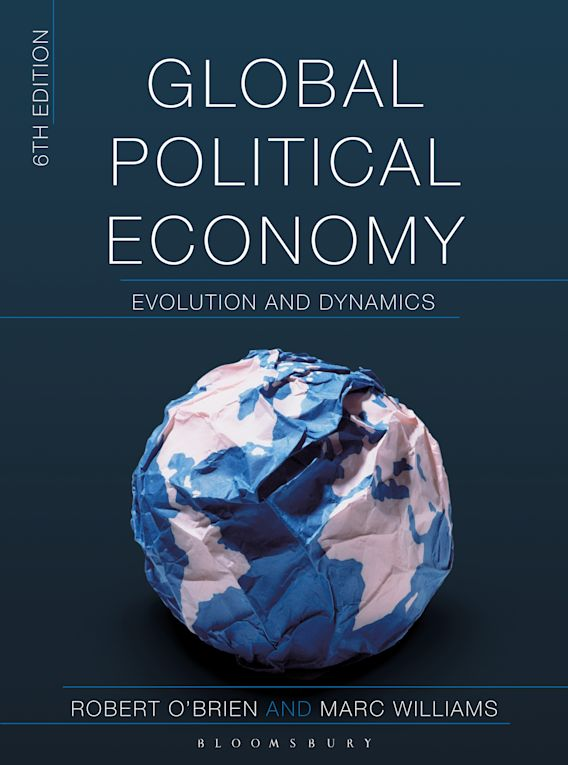 6TH EDITION
GLOBAL
POLITICAL
ECONOMY
EVOLUTION AND DYNAMICS
ROBERT O'BRIEN AND MARC WILLIAMS
BLOOMSBURY